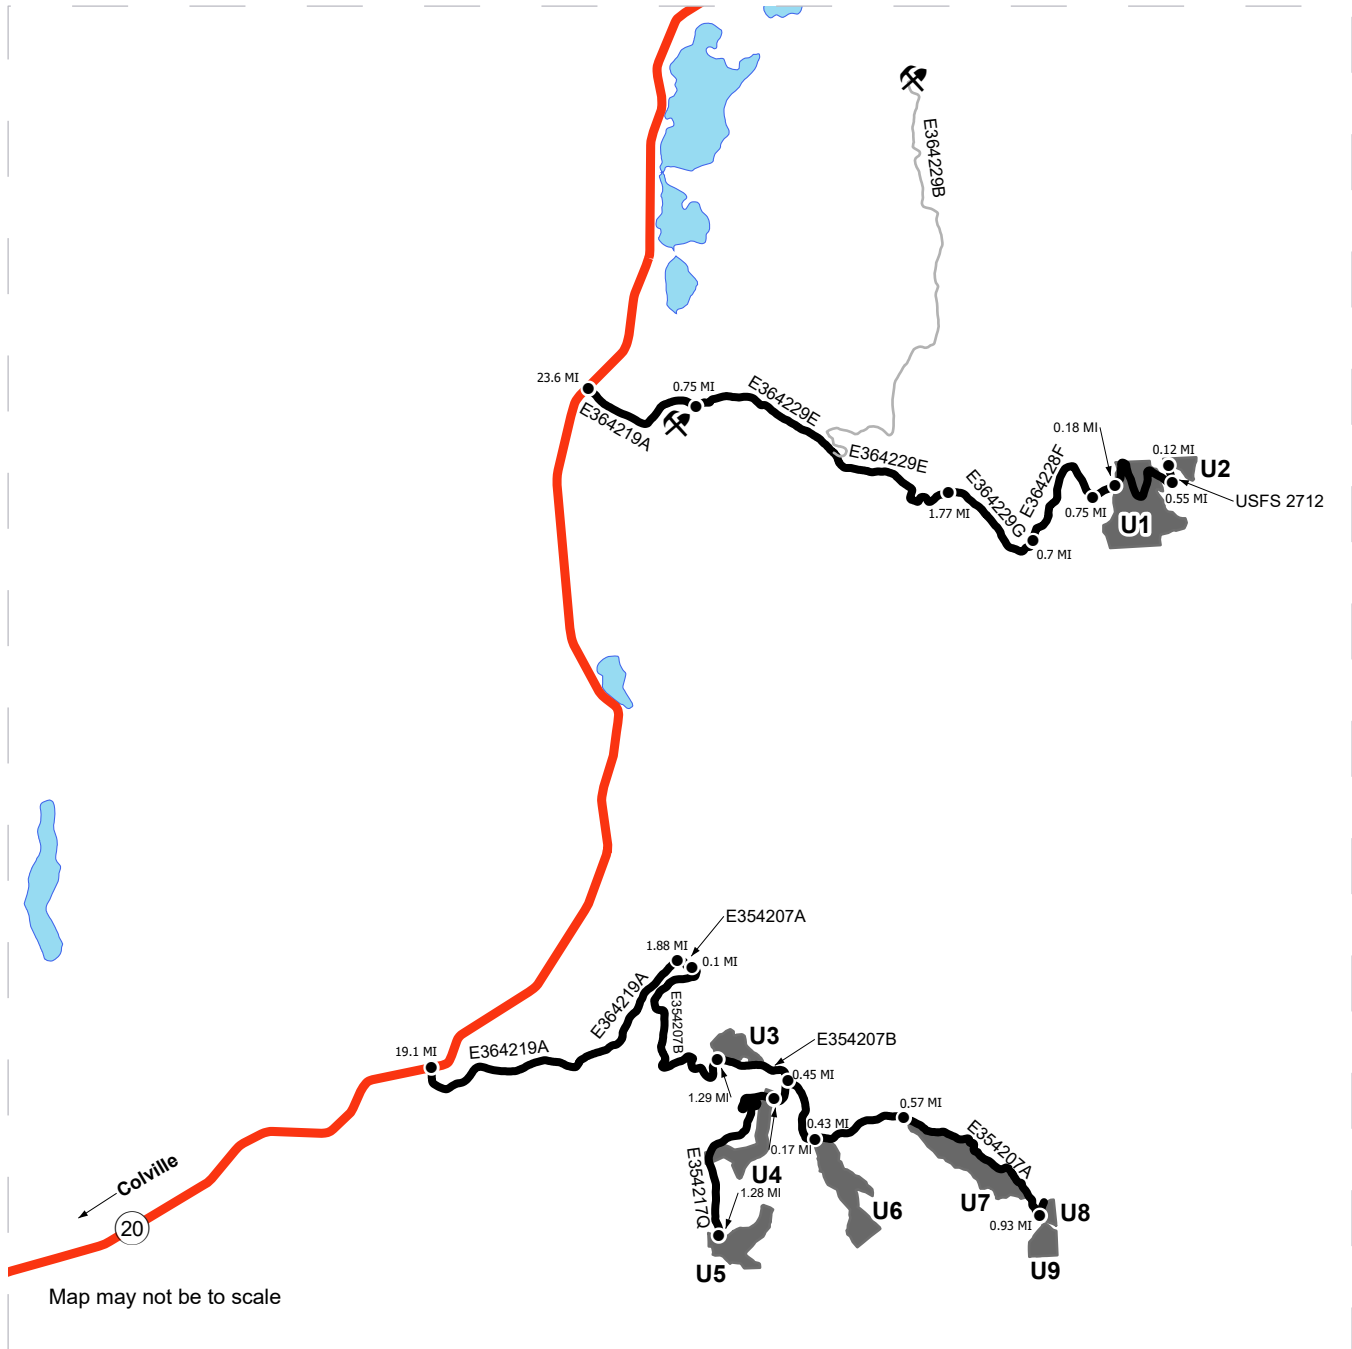 E364229B
23.6 MI
0.75 MI
E364219A
E364229E
E364229E
0.18 MI
0.12 MI
U2
E364228F
E364229G
1.77 MI
0.75 MI
0.55 MI
USFS 2712
U1
0.7 MI
E354207A
1.88 MI
0.1 MI
E364219A
E354207B
19.1 MI
E364219A
U3
E354207B
0.45 MI
1.29 MI
0.43 MI
0.57 MI
0.17 MI
E354207A
U4
E354217Q
1.28 MI
U6
U7
U8
0.93 MI
U5
U9
Colville
20
Map may not be to scale